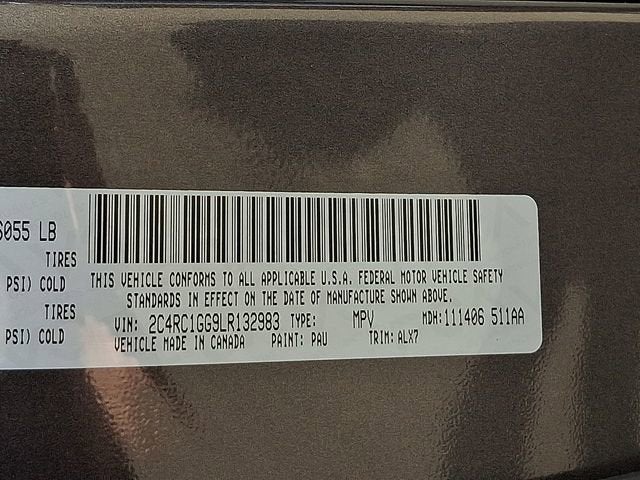 6055 LB
TIRES
PSI) COLD
TIRES
PSI) COLD
THIS VEHICLE CONFORMS TO ALL APPLICABLE U.S.A. FEDERAL MOTOR VEHICLE SAFETY
STANDARDS IN EFFECT ON THE DATE OF MANUFACTURE SHOWN ABOVE.
VIN: 2C4RC1GG9LR132983 TYPE: MPV MDH: 111406 511AA
VEHICLE MADE IN CANADA PAINT: PAU TRIM: ALX7